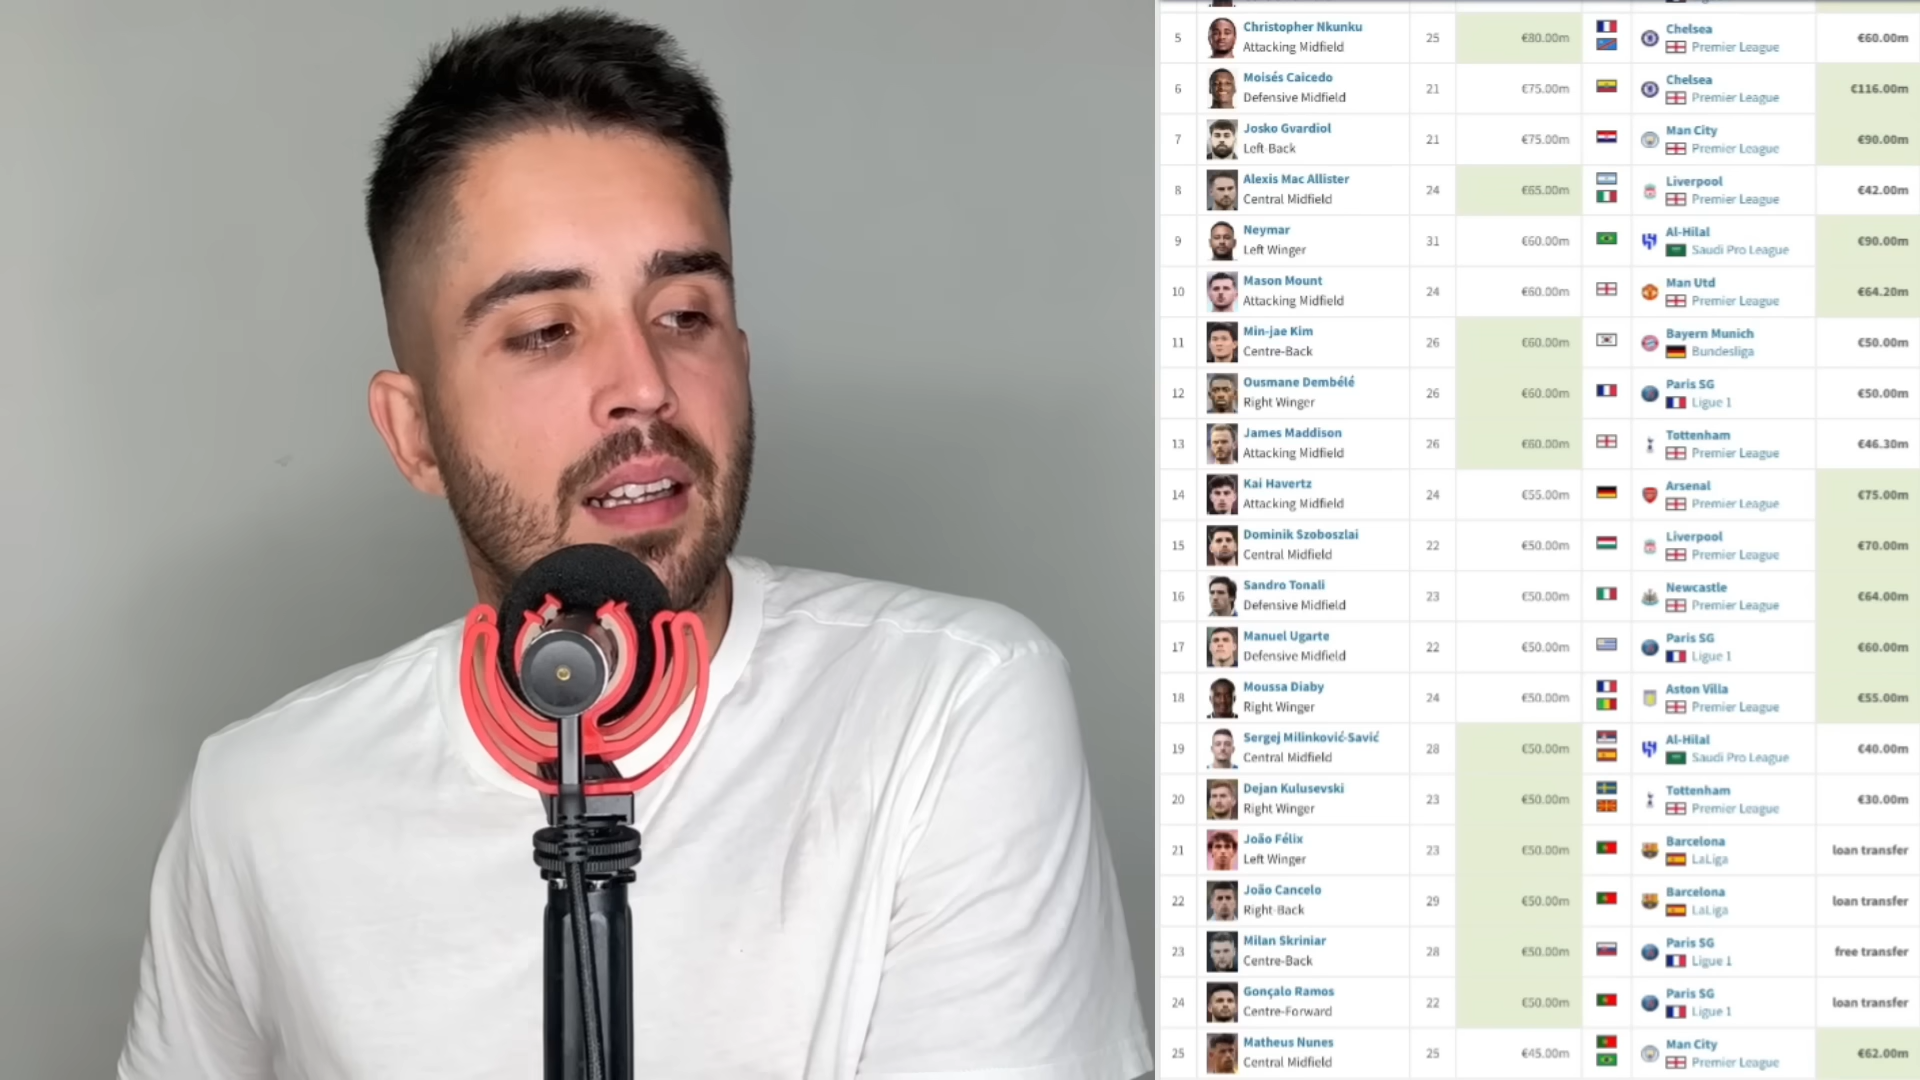 5 Christopher Nkunku 25 €80.00m Chelsea €60.00m
Attacking Midfield Premier League
6 Moisés Caicedo 21 €75.00m Chelsea €116.00m
Defensive Midfield Premier League
7 Josko Gvardiol 21 €75.00m Man City €90.00m
Left-Back Premier League
8 Alexis Mac Allister 24 €65.00m Liverpool €42.00m
Central Midfield Premier League
9 Neymar 31 €60.00m Al-Hilal €90.00m
Left Winger Saudi Pro League
10 Mason Mount 24 €60.00m Man Utd €64.20m
Attacking Midfield Premier League
11 Min-jae Kim 26 €60.00m Bayern Munich €50.00m
Centre-Back Bundesliga
12 Ousmane Dembélé 26 €60.00m Paris SG €50.00m
Right Winger Ligue 1
13 James Maddison 26 €60.00m Tottenham €46.30m
Attacking Midfield Premier League
14 Kai Havertz 24 €55.00m Arsenal €75.00m
Attacking Midfield Premier League
15 Dominik Szoboszlai 22 €50.00m Liverpool €70.00m
Central Midfield Premier League
16 Sandro Tonali 23 €50.00m Newcastle €64.00m
Defensive Midfield Premier League
17 Manuel Ugarte 22 €50.00m Paris SG €60.00m
Defensive Midfield Ligue 1
18 Moussa Diaby 24 €50.00m Aston Villa €55.00m
Right Winger Premier League
19 Sergej Milinković-Savić 28 €50.00m Al-Hilal €40.00m
Central Midfield Saudi Pro League
20 Dejan Kulusevski 23 €50.00m Tottenham €30.00m
Right Winger Premier League
21 João Félix 23 €50.00m Barcelona loan transfer
Left Winger LaLiga
22 João Cancelo 29 €50.00m Barcelona loan transfer
Right-Back LaLiga
23 Milan Skriniar 28 €50.00m Paris SG free transfer
Centre-Back Ligue 1
24 Gonçalo Ramos 22 €50.00m Paris SG loan transfer
Centre-Forward Ligue 1
25 Matheus Nunes 25 €45.00m Man City €62.00m
Central Midfield Premier League